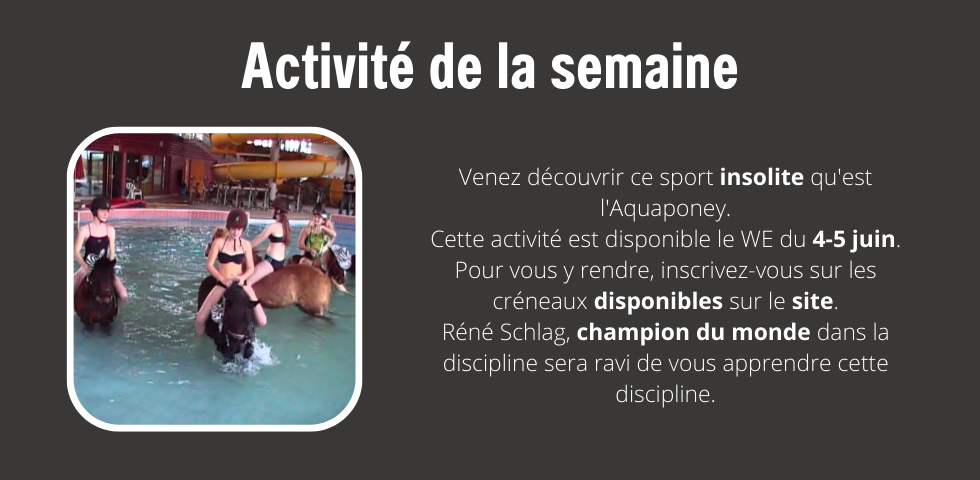 Activité de la semaine
Venez découvrir ce sport insolite qu'est
l'Aquaponey.
Cette activité est disponible le WE du 4-5 juin.
Pour vous y rendre, inscrivez-vous sur les
créneaux disponibles sur le site.
Réné Schlag, champion du monde dans la
discipline sera ravi de vous apprendre cette
discipline.